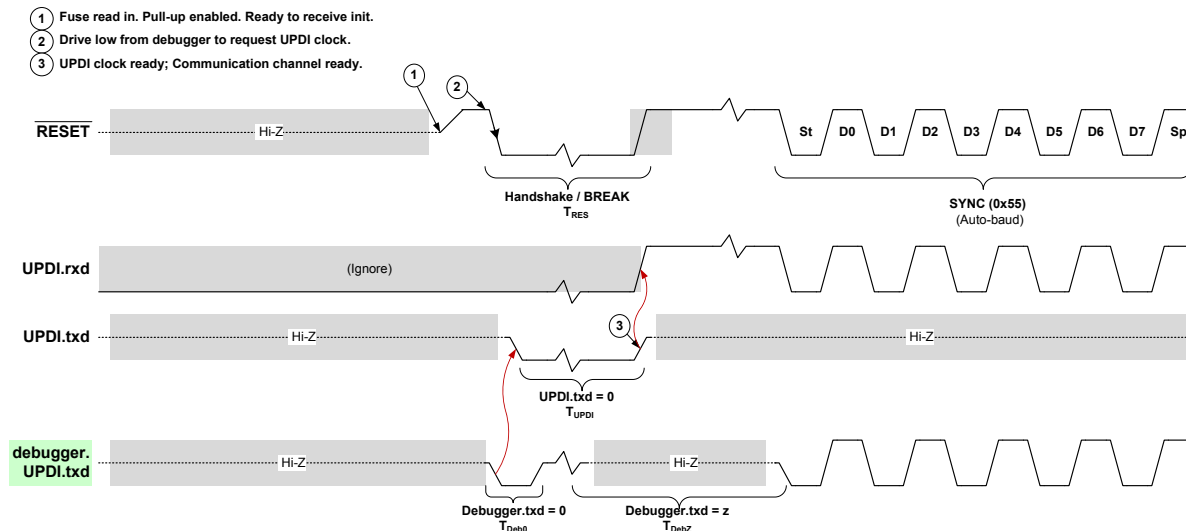 1 Fuse read in. Pull-up enabled. Ready to receive init.
2 Drive low from debugger to request UPDI clock.
3 UPDI clock ready; Communication channel ready.
1
2
RESET
Hi-Z
St D0 D1 D2 D3 D4 D5 D6 D7 Sp
Handshake / BREAK
TRES
SYNC (0x55)
(Auto-baud)
UPDI.rxd
(Ignore)
3
UPDI.txd
Hi-Z
Hi-Z
UPDI.txd = 0
TUPDI
debugger.
UPDI.txd
Hi-Z
Hi-Z
Debugger.txd = 0
TDeb0
Debugger.txd = z
TDebZ